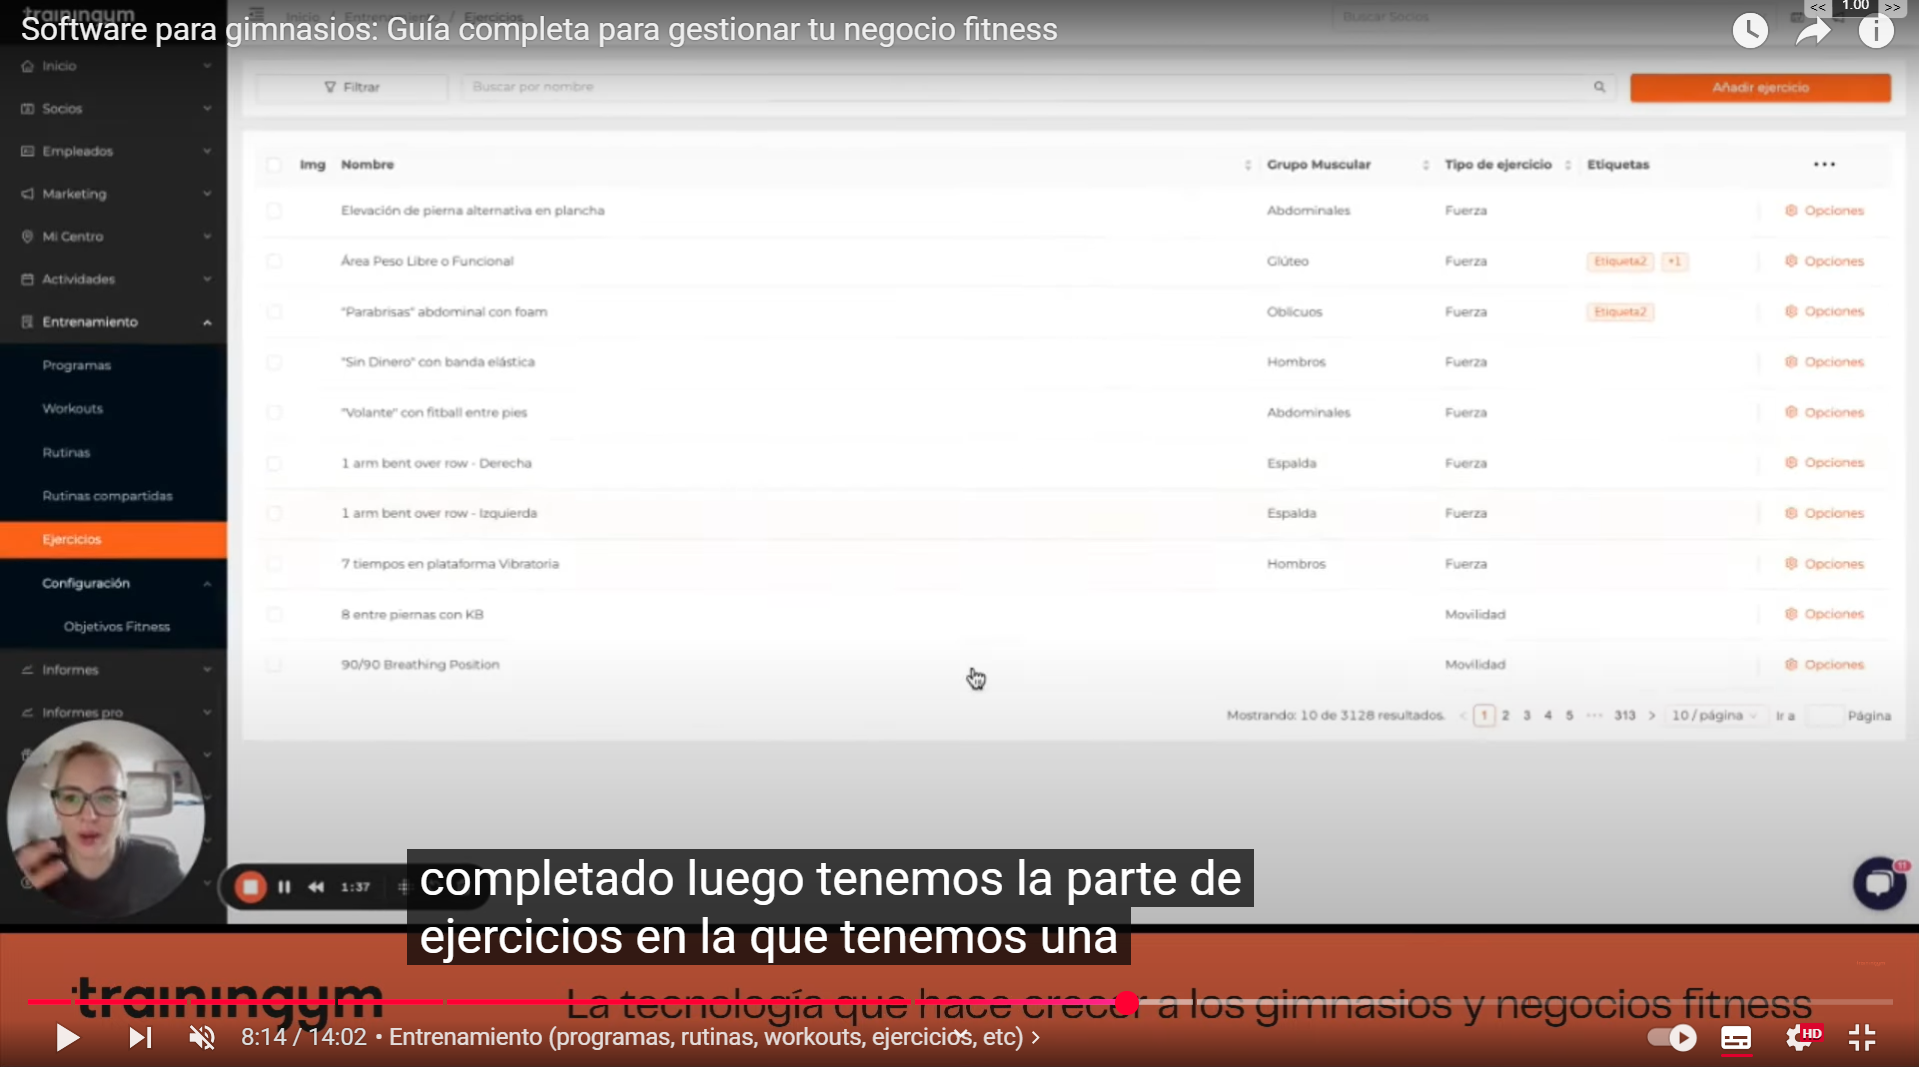 trainingym
Inicio / Entrenamiento / Ejercicios
Buscar Socios
<< 1.00 >>
Software para gimnasios: Guía completa para gestionar tu negocio fitness
Inicio
Socios
Empleados
Marketing
Mi Centro
Actividades
Entrenamiento
Programas
Workouts
Rutinas
Rutinas compartidas
Ejercicios
Configuración
Objetivos Fitness
Informes
Informes pro
Filtrar
Buscar por nombre
Añadir ejercicio
Img Nombre Grupo Muscular Tipo de ejercicio Etiquetas
Elevación de pierna alternativa en plancha Abdominales Fuerza Opciones
Área Peso Libre o Funcional Glúteo Fuerza Etiqueta2 +1 Opciones
"Parabrisas" abdominal con foam Oblicuos Fuerza Etiqueta2 Opciones
"Sin Dinero" con banda elástica Hombros Fuerza Opciones
"Volante" con fitball entre pies Abdominales Fuerza Opciones
1 arm bent over row - Derecha Espalda Fuerza Opciones
1 arm bent over row - Izquierda Espalda Fuerza Opciones
7 tiempos en plataforma Vibratoria Hombros Fuerza Opciones
8 entre piernas con KB Movilidad Opciones
90/90 Breathing Position Movilidad Opciones
Mostrando: 10 de 3128 resultados. < 1 2 3 4 5 ••• 313 > 10 / página Ir a Página
1:37
11
completado luego tenemos la parte de
ejercicios en la que tenemos una
trainingym
La tecnología que hace crecer a los gimnasios y negocios fitness
8:14 / 14:02 • Entrenamiento (programas, rutinas, workouts, ejercicios, etc) >
HD